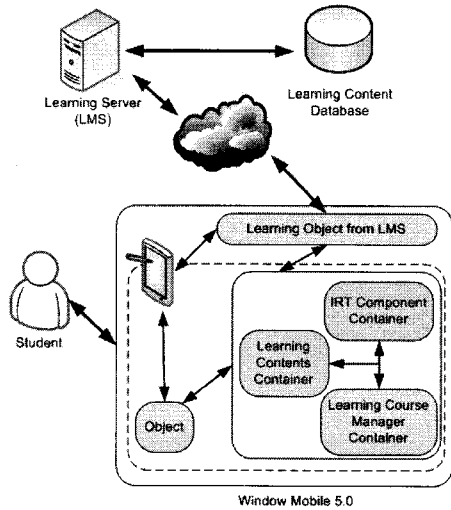 Learning Server
(LMS)
Learning Content
Database
Learning Object from LMS
Student
IRT Component
Container
Learning
Contents
Container
Object
Learning Course
Manager
Container
Window Mobile 5.0